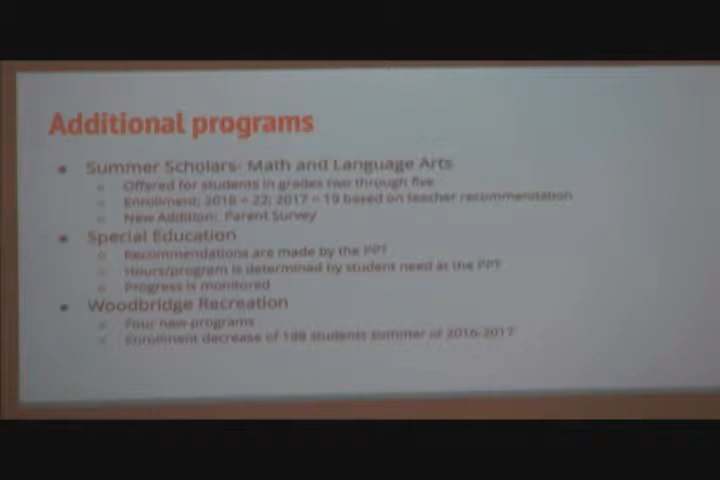 Additional programs
Summer Scholars- Math and Language Arts
Offered for students in grades two through five
Enrollment; 2016 = 22; 2017 = 19 based on teacher recommendation
New Addition: Parent Survey
Special Education
Recommendations are made by the PPT
Hours/program is determined by student need at the PPT
Progress is monitored
Woodbridge Recreation
Four new programs
Enrollment decrease of students summer of 2016-2017